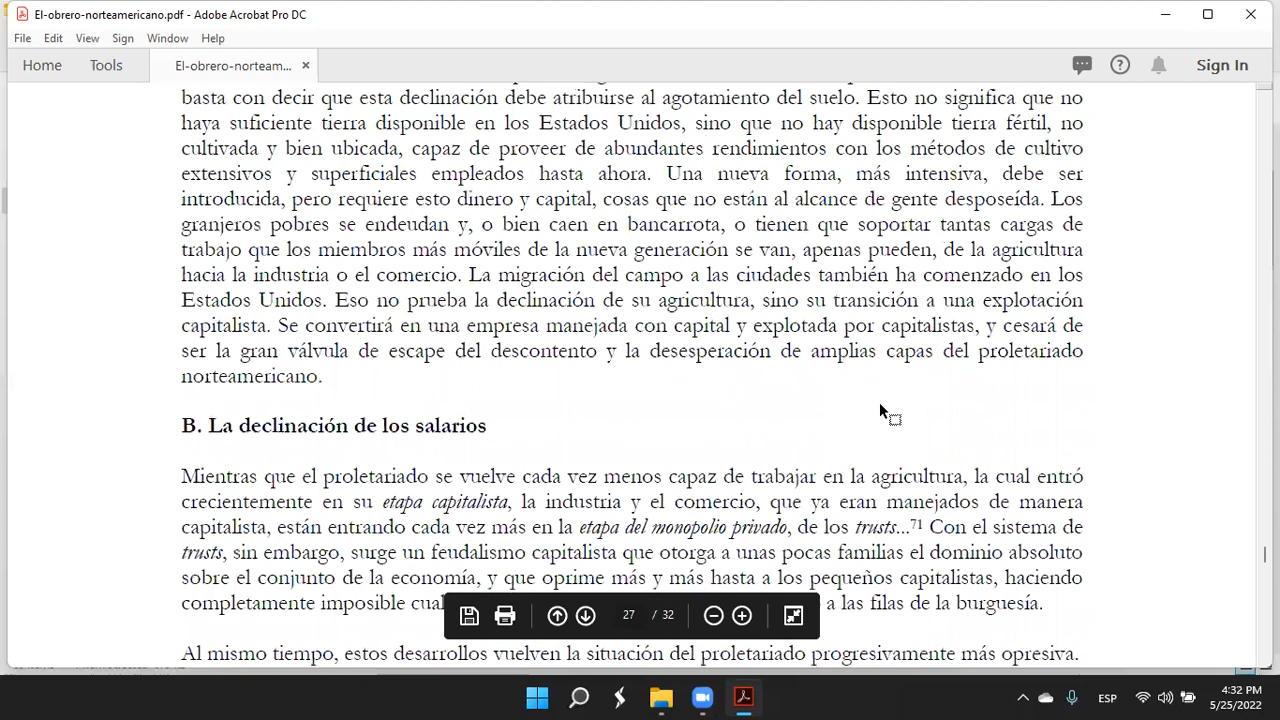 El-obrero-norteamericano.pdf - Adobe Acrobat Pro DC
File Edit View Sign Window Help
Home Tools El-obrero-norteam... × Sign In
basta con decir que esta declinación debe atribuirse al agotamiento del suelo. Esto no significa que no
haya suficiente tierra disponible en los Estados Unidos, sino que no hay disponible tierra fértil, no
cultivada y bien ubicada, capaz de proveer de abundantes rendimientos con los métodos de cultivo
extensivos y superficiales empleados hasta ahora. Una nueva forma, más intensiva, debe ser
introducida, pero requiere esto dinero y capital, cosas que no están al alcance de gente desposeída. Los
granjeros pobres se endeudan y, o bien caen en bancarrota, o tienen que soportar tantas cargas de
trabajo que los miembros más móviles de la nueva generación se van, apenas pueden, de la agricultura
hacia la industria o el comercio. La migración del campo a las ciudades también ha comenzado en los
Estados Unidos. Eso no prueba la declinación de su agricultura, sino su transición a una explotación
capitalista. Se convertirá en una empresa manejada con capital y explotada por capitalistas, y cesará de
ser la gran válvula de escape del descontento y la desesperación de amplias capas del proletariado
norteamericano.
B. La declinación de los salarios
Mientras que el proletariado se vuelve cada vez menos capaz de trabajar en la agricultura, la cual entró
crecientemente en su etapa capitalista, la industria y el comercio, que ya eran manejados de manera
capitalista, están entrando cada vez más en la etapa del monopolio privado, de los trusts...71 Con el sistema de
trusts, sin embargo, surge un feudalismo capitalista que otorga a unas pocas familias el dominio absoluto
sobre el conjunto de la economía, y que oprime más y más hasta a los pequeños capitalistas, haciendo
completamente imposible a las filas de la burguesía.
27 / 32
Al mismo tiempo, estos desarrollos vuelven la situación del proletariado progresivamente más opresiva.
ESP
4:32 PM
5/25/2022